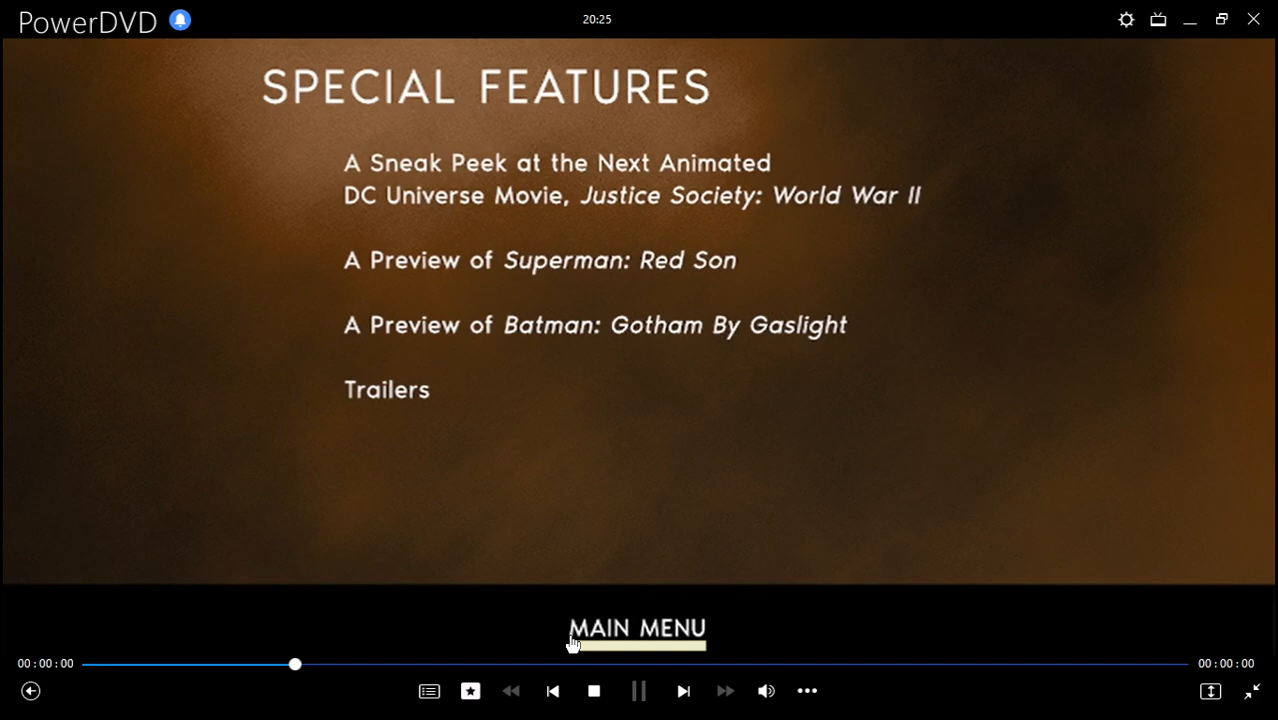 PowerDVD
20:25
SPECIAL FEATURES
A Sneak Peek at the Next Animated
DC Universe Movie, Justice Society: World War II
A Preview of Superman: Red Son
A Preview of Batman: Gotham By Gaslight
Trailers
MAIN MENU
00:00:00
00:00:00